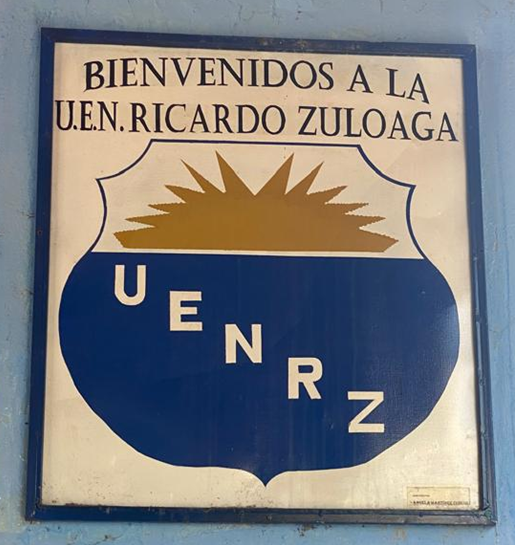 BIENVENIDOS A LA
U.E.N. RICARDO ZULOAGA
U E N R Z